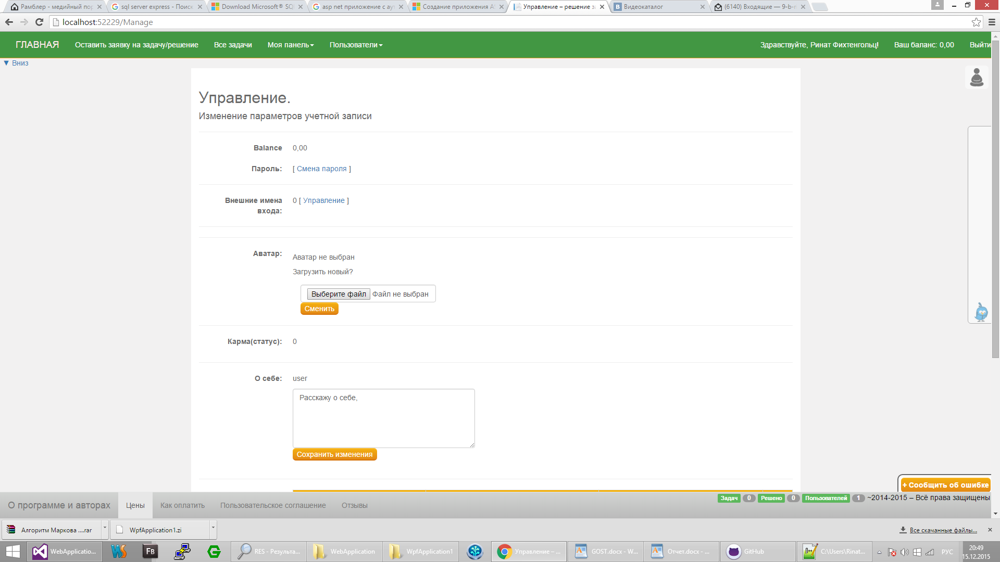 Рамблер - медийный пор
sql server express - Поиск
Download Microsoft® SQL
asp net приложение с аут
Создание приложения AS
Управление – решение за
Видеокаталог
(6140) Входящие — 9-b-r
localhost:52229/Manage
ГЛАВНАЯ
Оставить заявку на задачу/решение
Все задачи
Моя панель
Пользователи
Здравствуйте, Ринат Фихтенгольц!
Ваш баланс: 0,00
Выйти
▼ Вниз
Управление.
Изменение параметров учетной записи
Balance 0,00
Пароль: [ Смена пароля ]
Внешние имена 0 [ Управление ]
входа:
Аватар:
Аватар не выбран
Загрузить новый?
Выберите файл Файл не выбран
Сменить
Карма(статус): 0
О себе: user
Расскажу о себе,
Сохранить изменения
+ Сообщить об ошибке
О программе и авторах
Цены
Как оплатить
Пользовательское соглашение
Отзывы
Задач 0 Решено 0 Пользователей 1 ~2014-2015 – Всё права защищены
Алгоритм Маркова ....rar
WpfApplication1.zi
Все скачанные файлы...
WebApplicatio...
FB
RES - Результа...
WebApplication
WpfApplication1
Управление – ...
GOST.docx - W...
Отчет.docx - ...
GitHub
C:\Users\Rinat...
РУС
20:49
15.12.2015